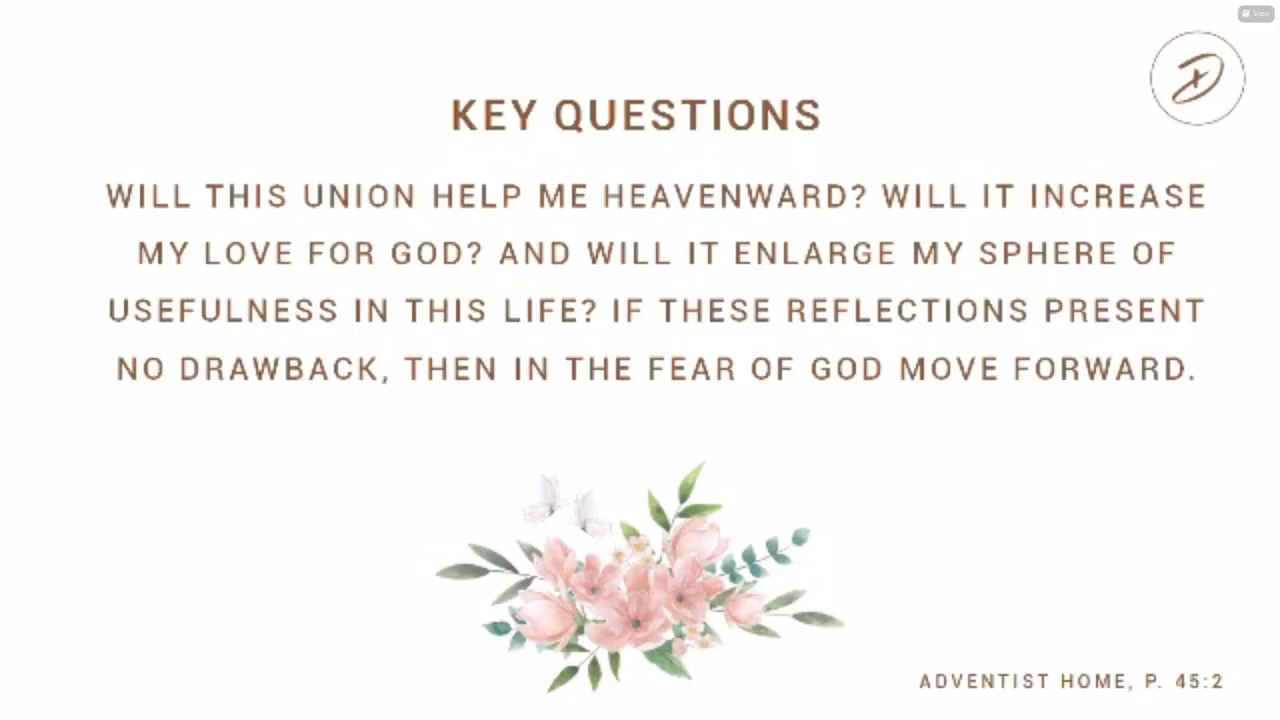 View
KEY QUESTIONS
WILL THIS UNION HELP ME HEAVENWARD? WILL IT INCREASE
MY LOVE FOR GOD? AND WILL IT ENLARGE MY SPHERE OF
USEFULNESS IN THIS LIFE? IF THESE REFLECTIONS PRESENT
NO DRAWBACK, THEN IN THE FEAR OF GOD MOVE FORWARD.
ADVENTIST HOME, P. 45:2